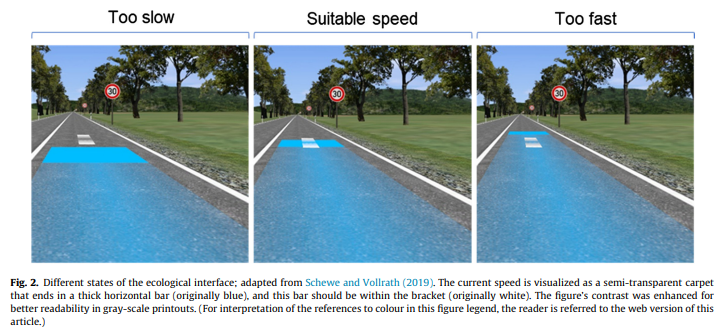 Too slow
Suitable speed
Too fast
30
30
30
Fig. 2. Different states of the ecological interface; adapted from Schewe and Vollrath (2019). The current speed is visualized as a semi-transparent carpet
that ends in a thick horizontal bar (originally blue), and this bar should be within the bracket (originally white). The figure's contrast was enhanced for
better readability in gray-scale printouts. (For interpretation of the references to colour in this figure legend, the reader is referred to the web version of this
article.)